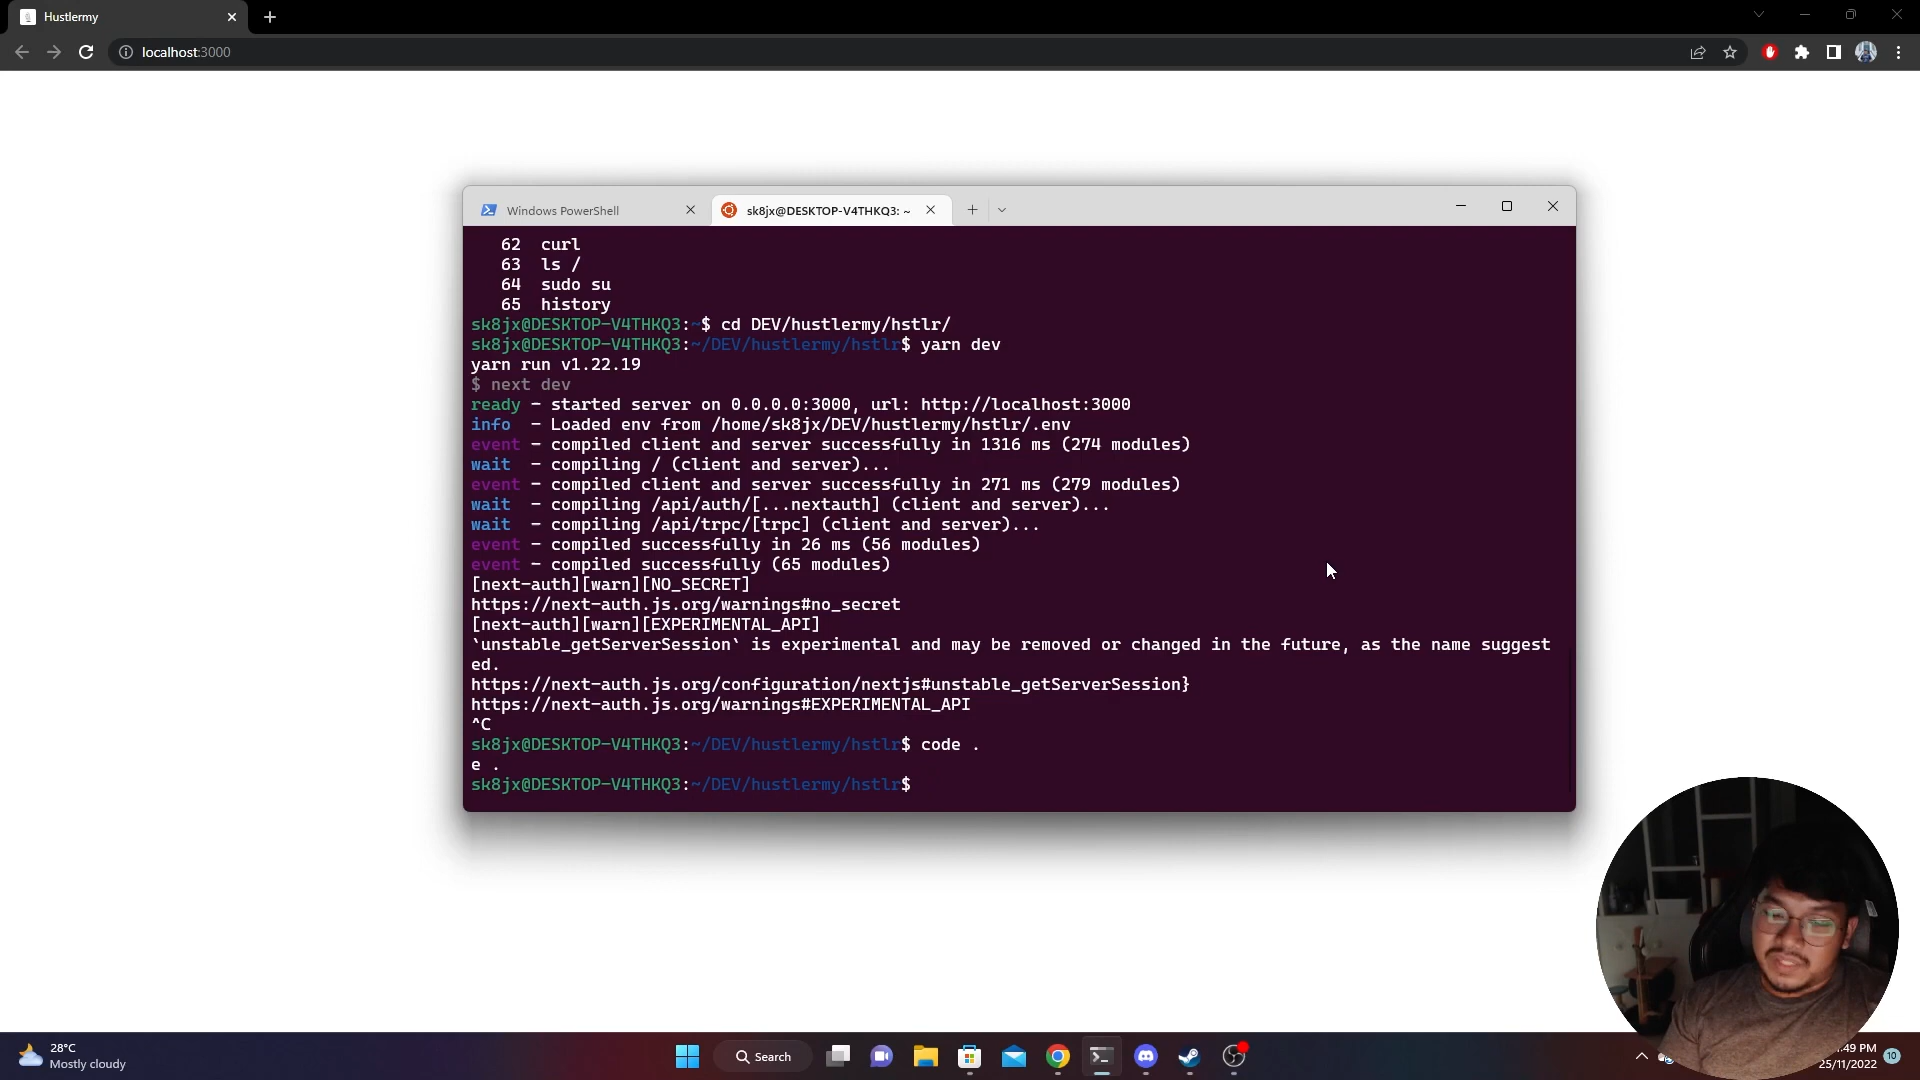 Hustlermy
localhost:3000
Windows PowerShell
sk8jx@DESKTOP-V4THKQ3: ~
62 curl
63 ls /
64 sudo su
65 history
sk8jx@DESKTOP-V4THKQ3:~$ cd DEV/hustlermy/hstlr/
sk8jx@DESKTOP-V4THKQ3:~/DEV/hustlermy/hstlr$ yarn dev
yarn run v1.22.19
$ next dev
ready - started server on 0.0.0.0:3000, url: http://localhost:3000
info - Loaded env from /home/sk8jx/DEV/hustlermy/hstlr/.env
event - compiled client and server successfully in 1316 ms (274 modules)
wait - compiling / (client and server)...
event - compiled client and server successfully in 271 ms (279 modules)
wait - compiling /api/auth/[...nextauth] (client and server)...
wait - compiling /api/trpc/[trpc] (client and server)...
event - compiled successfully in 26 ms (56 modules)
event - compiled successfully (65 modules)
[next-auth][warn][NO_SECRET]
https://next-auth.js.org/warnings#no_secret
[next-auth][warn][EXPERIMENTAL_API]
`unstable_getServerSession` is experimental and may be removed or changed in the future, as the name suggest
ed.
https://next-auth.js.org/configuration/nextjs#unstable_getServerSession}
https://next-auth.js.org/warnings#EXPERIMENTAL_API
^C
sk8jx@DESKTOP-V4THKQ3:~/DEV/hustlermy/hstlr$ code .
e .
sk8jx@DESKTOP-V4THKQ3:~/DEV/hustlermy/hstlr$
28°C
Mostly cloudy
Search
:49 PM
25/11/2022
10